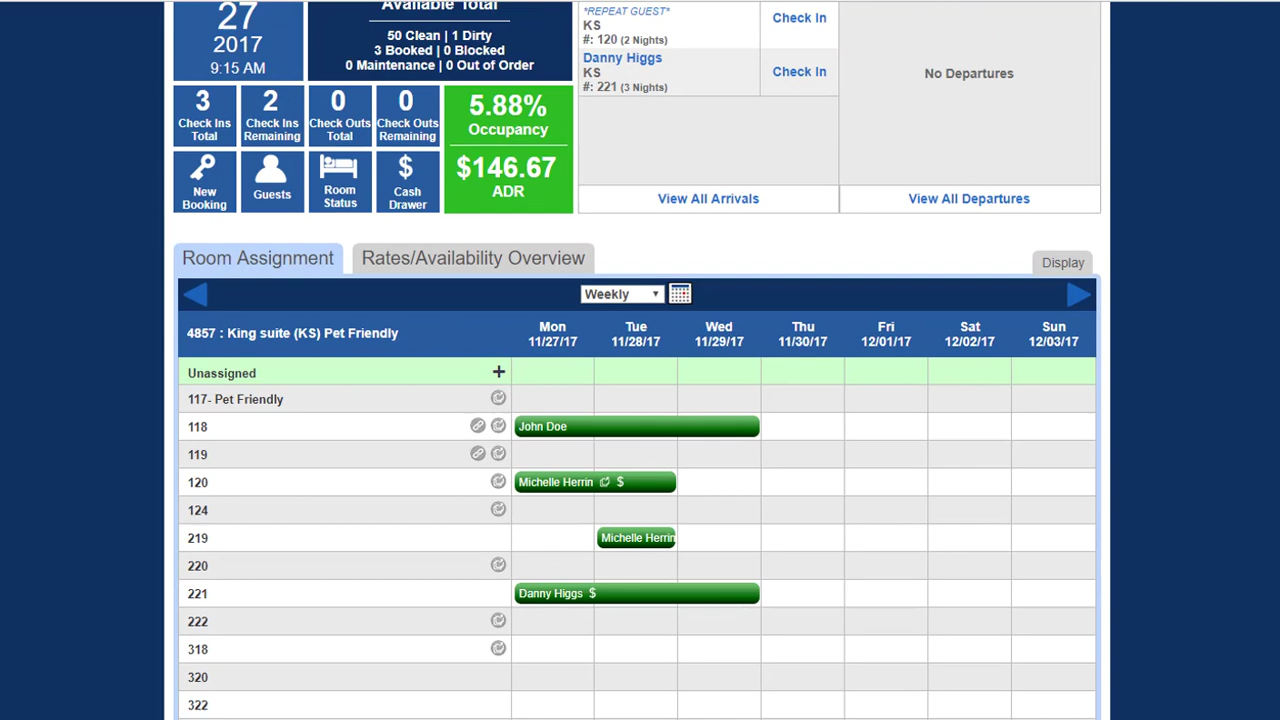 27
2017
9:15 AM
Available Total
50 Clean | 1 Dirty
3 Booked | 0 Blocked
0 Maintenance | 0 Out of Order
3
Check Ins
Total
2
Check Ins
Remaining
0
Check Outs
Total
0
Check Outs
Remaining
5.88%
Occupancy
$146.67
ADR
New
Booking
Guests
Room
Status
$
Cash
Drawer
*REPEAT GUEST*
KS
#: 120 (2 Nights)
Check In
Danny Higgs
KS
#: 221 (3 Nights)
Check In
View All Arrivals
No Departures
View All Departures
Room Assignment
Rates/Availability Overview
Display
Weekly
4857 : King suite (KS) Pet Friendly
Mon
11/27/17
Tue
11/28/17
Wed
11/29/17
Thu
11/30/17
Fri
12/01/17
Sat
12/02/17
Sun
12/03/17
Unassigned +
117- Pet Friendly
118
John Doe
119
120
Michelle Herrin $
124
219
Michelle Herrin
220
221
Danny Higgs $
222
318
320
322